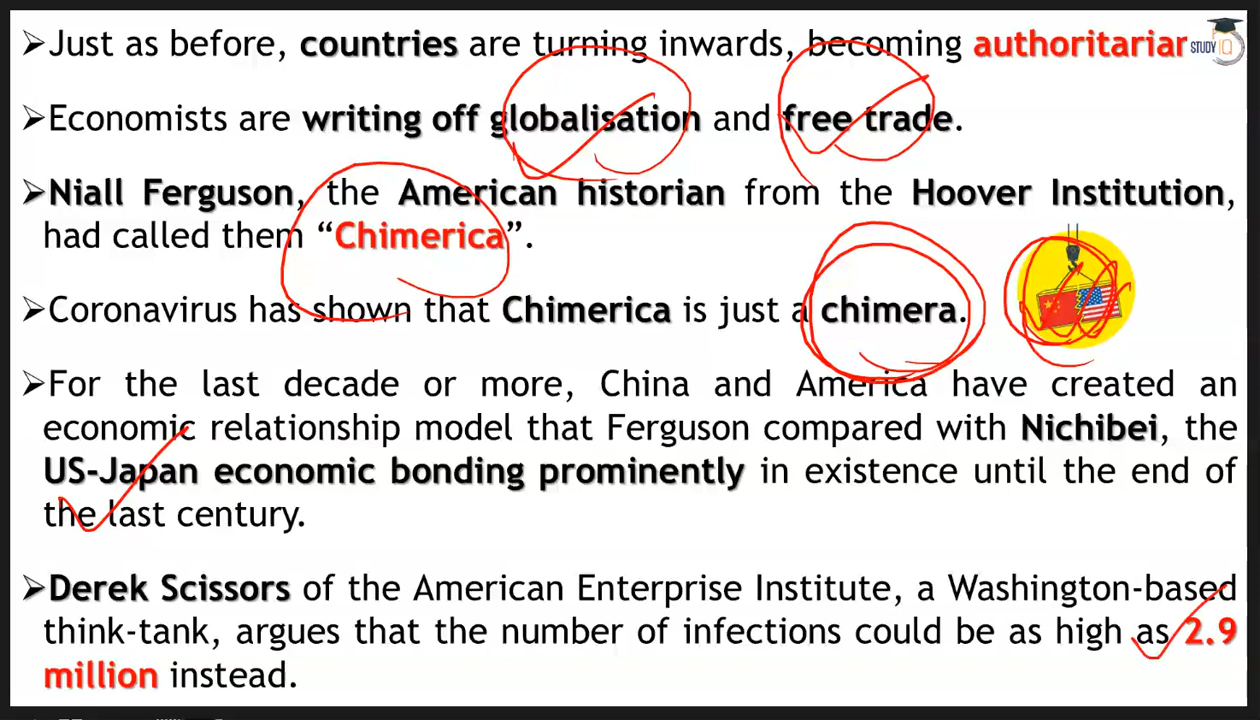 ➢Just as before, countries are turning inwards, becoming authoritarian
STUDY IQ
➢Economists are writing off globalisation and free trade.
➢Niall Ferguson, the American historian from the Hoover Institution,
had called them “Chimerica”.
➢Coronavirus has shown that Chimerica is just a chimera.
➢For the last decade or more, China and America have created an
economic relationship model that Ferguson compared with Nichibei, the
US-Japan economic bonding prominently in existence until the end of
the last century.
➢Derek Scissors of the American Enterprise Institute, a Washington-based
think-tank, argues that the number of infections could be as high as 2.9
million instead.